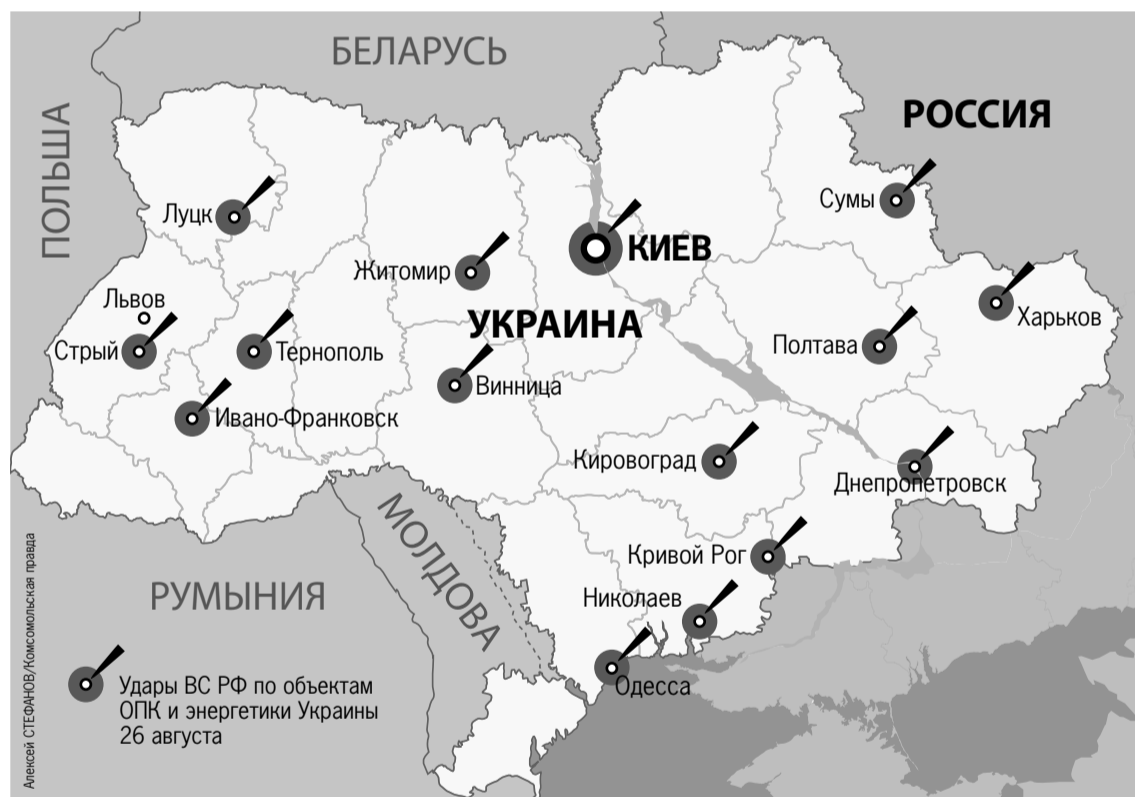 БЕЛАРУСЬ
РОССИЯ
ПОЛЬША
Луцк
Сумы
КИЕВ
Житомир
Львов
УКРАИНА
Харьков
Стрый
Тернополь
Полтава
Винница
Ивано-Франковск
Кировоград
Днепропетровск
МОЛДОВА
Кривой Рог
РУМЫНИЯ
Николаев
Одесса
Удары ВС РФ по объектам
ОПК и энергетики Украины
26 августа
Алексей СТЕФАНОВ/Комсомольская правда